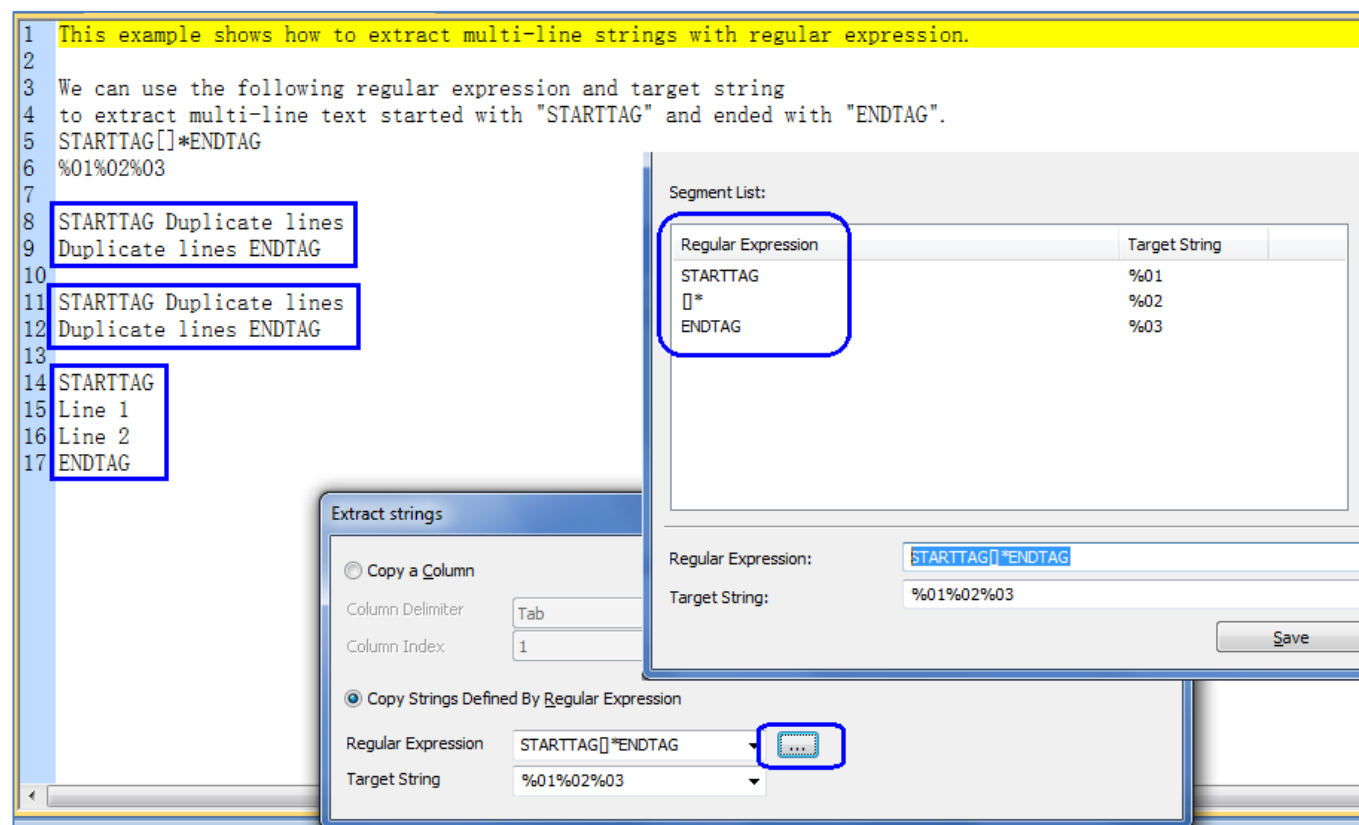 1 This example shows how to extract multi-line strings with regular expression.
2
3 We can use the following regular expression and target string
4 to extract multi-line text started with "STARTTAG" and ended with "ENDTAG".
5 STARTTAG[]*ENDTAG
6 %01%02%03
7
8 STARTTAG Duplicate lines
9 Duplicate lines ENDTAG
10
11 STARTTAG Duplicate lines
12 Duplicate lines ENDTAG
13
14 STARTTAG
15 Line 1
16 Line 2
17 ENDTAG
Segment List:
Regular Expression Target String
STARTTAG %01
[]* %02
ENDTAG %03
Regular Expression: STARTTAG[]*ENDTAG
Target String: %01%02%03
Save
Extract strings
Copy a Column
Column Delimiter Tab
Column Index 1
Copy Strings Defined By Regular Expression
Regular Expression STARTTAG[]*ENDTAG ...
Target String %01%02%03